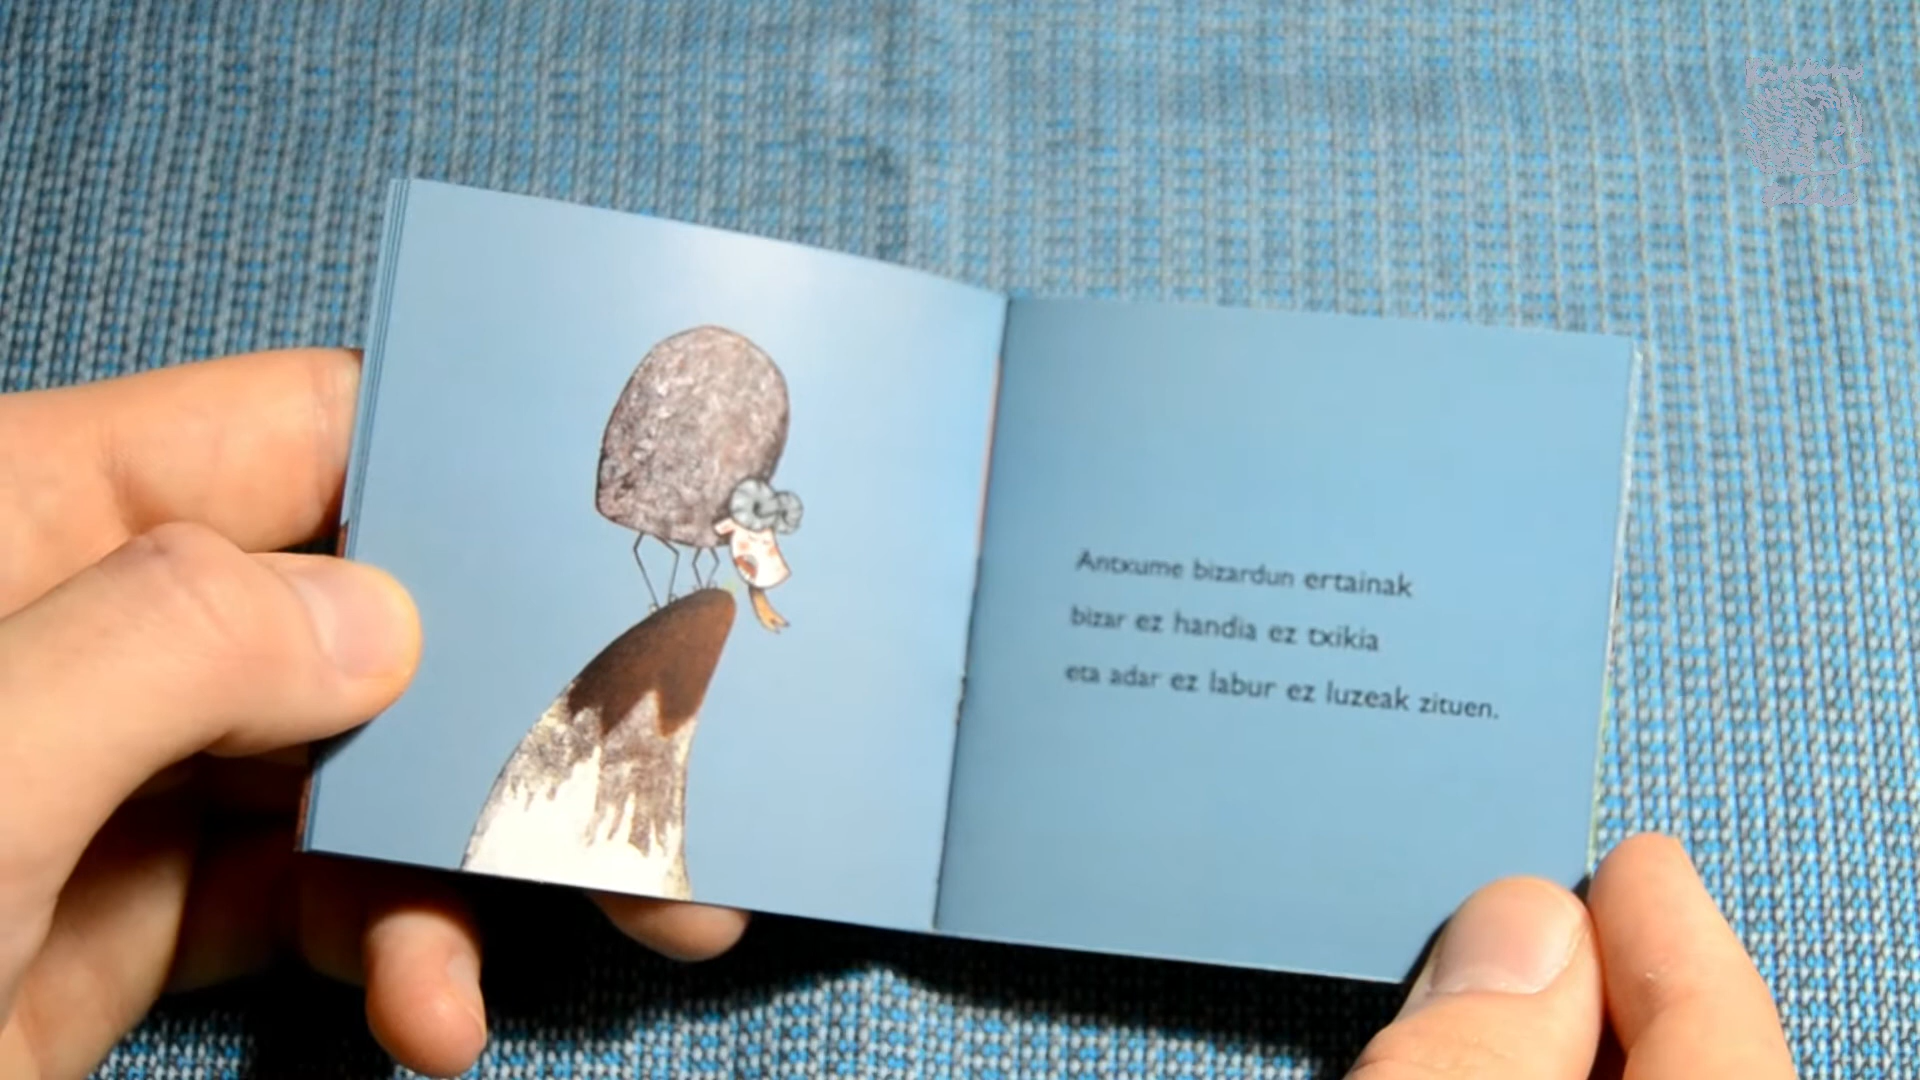 Antxume bizardun ertainak
bizar ez handia ez txikia
eta adar ez labur ez luzeak zituen.